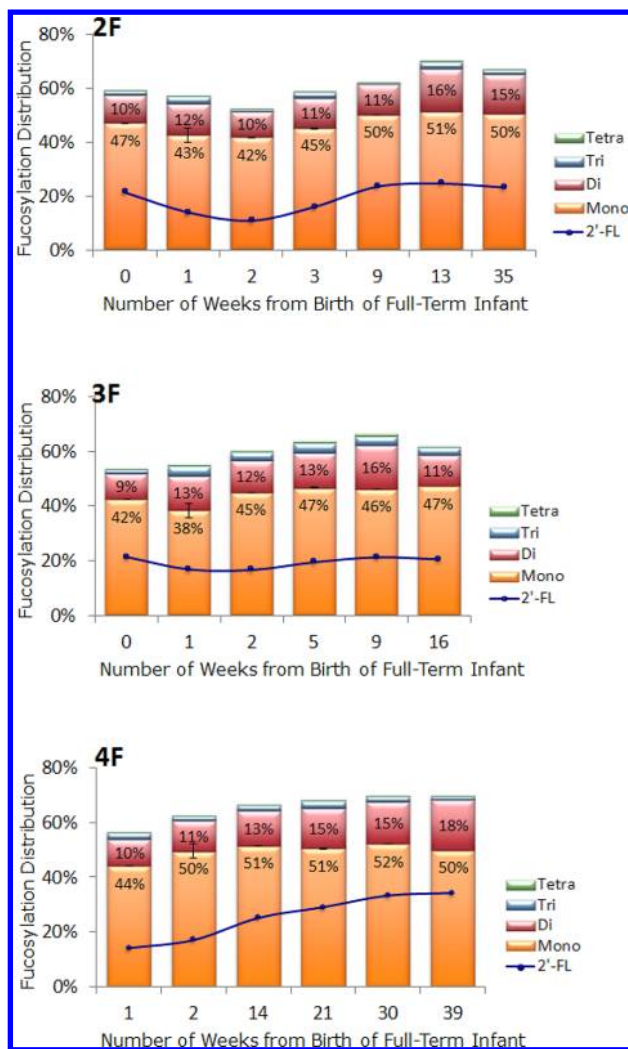 2F
80%
60%
40%
20%
0%
Fucosylation Distribution
10% 12% 10% 11% 11% 16% 15%
47% 43% 42% 45% 50% 51% 50%
0 1 2 3 9 13 35
Number of Weeks from Birth of Full-Term Infant
Tetra
Tri
Di
Mono
2'-FL
3F
80%
60%
40%
20%
0%
Fucosylation Distribution
9% 13% 12% 13% 16% 11%
42% 38% 45% 47% 46% 47%
0 1 2 5 9 16
Number of Weeks from Birth of Full-Term Infant
Tetra
Tri
Di
Mono
2'-FL
4F
80%
60%
40%
20%
0%
Fucosylation Distribution
10% 11% 13% 15% 15% 18%
44% 50% 51% 51% 52% 50%
1 2 14 21 30 39
Number of Weeks from Birth of Full-Term Infant
Tetra
Tri
Di
Mono
2'-FL